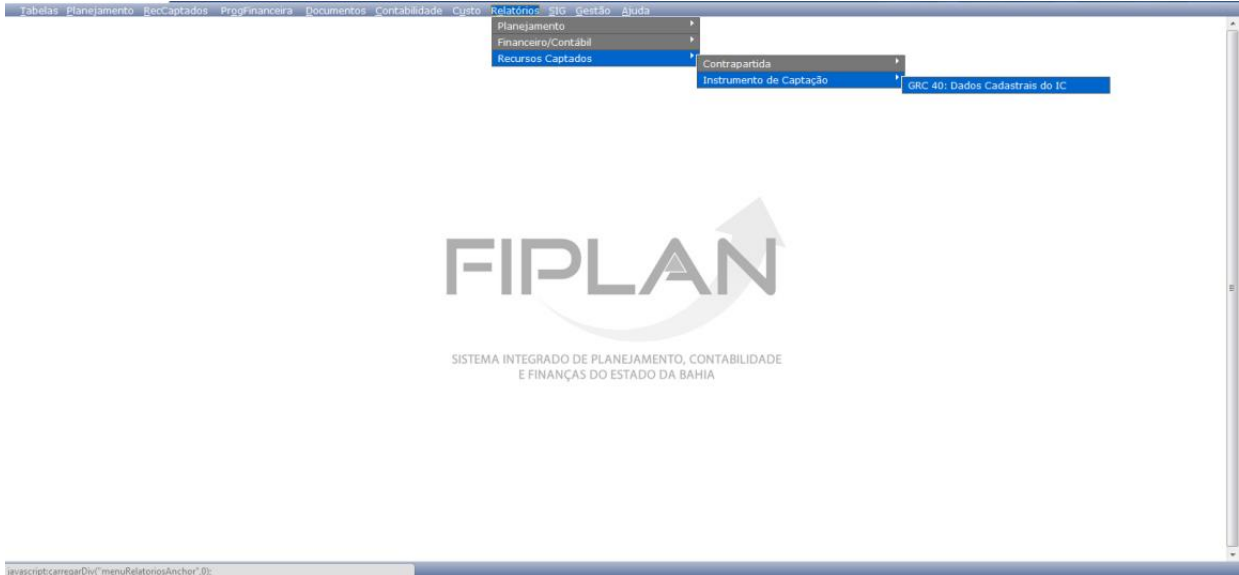 Tabelas Planejamento RecCaptados ProgFinanceira Documentos Contabilidade Custo Relatórios SIG Gestão Ajuda
Planejamento
Financeiro/Contábil
Recursos Captados
Contrapartida
Instrumento de Captação
GRC 40: Dados Cadastrais do IC
FIPLAN
SISTEMA INTEGRADO DE PLANEJAMENTO, CONTABILIDADE
E FINANÇAS DO ESTADO DA BAHIA
javascript:carregarDiv("menuRelatoriosAnchor",0);